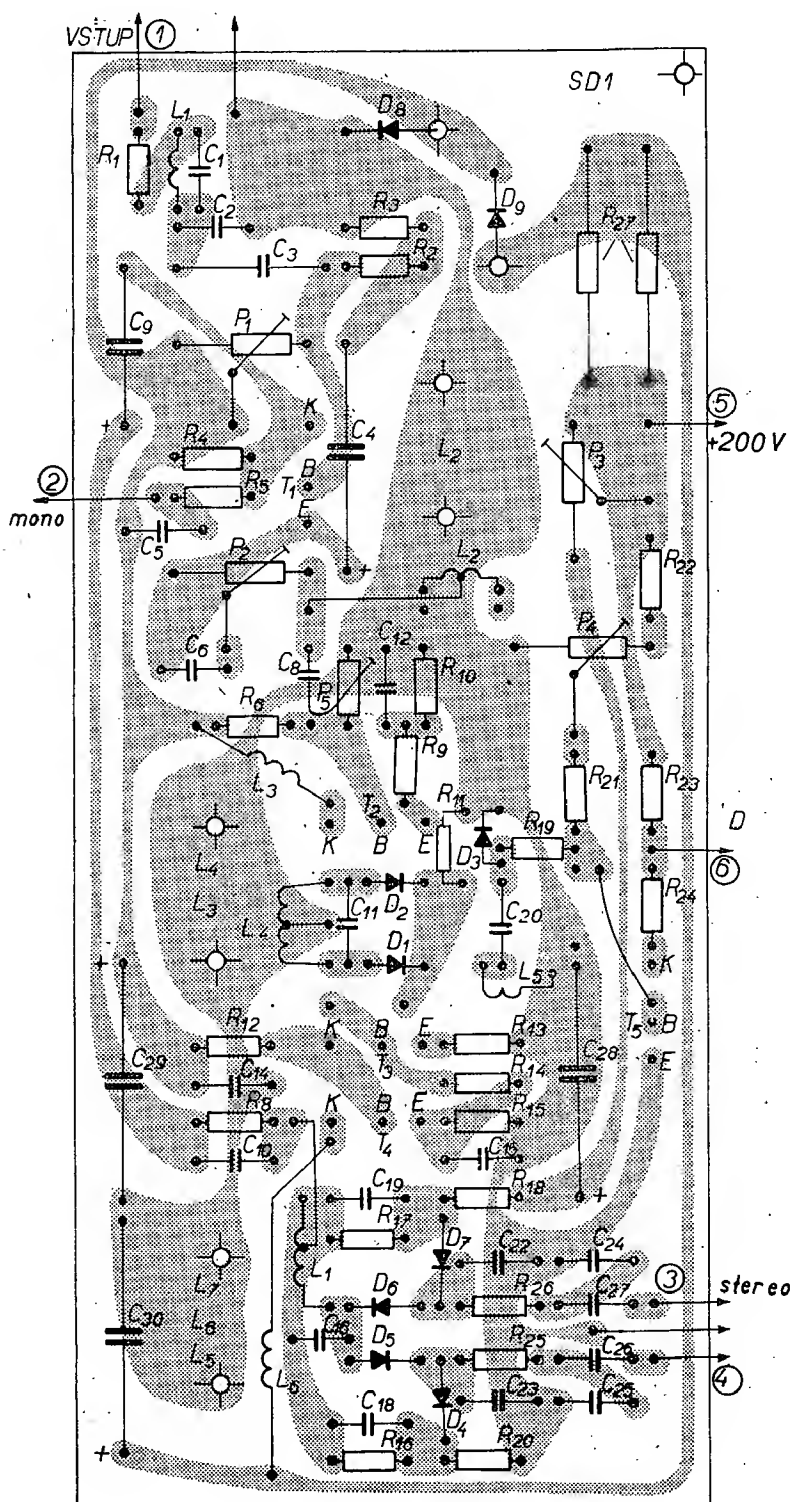 VSTUP 1
SD1
D8
L1
R1
C1
C2
R3
D9
R27
C3
R2
C9
P1
K
C4
5
+200V
+
R4
L2
P3
2
R5
B
T1
E
mono
C5
P2
+
L2
R22
P4
C6
C8
P5
C12
R10
R6
R9
L3
R21
R23
T2
R11
K
B
E
D3
R19
D
6
L4
L3
D2
C11
L4
R24
C20
D1
K
+
L5
R12
K
B
E
R13
T5
B
T3
C28
E
C29
C14
R14
R8
K
B
E
R15
T4
C10
C15
C19
R18
+
R17
D7
C22
C24
L7
L1
D6
R26
C27
3
stereo
C30
L6
C16
D5
R25
C26
L5
L6
C23
C25
4
C18
D4
+
R16
R20